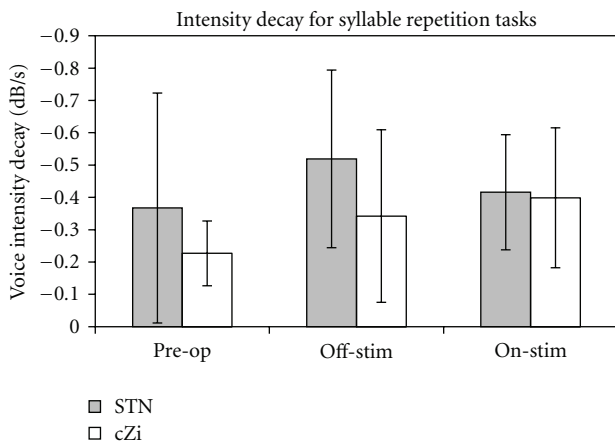 Intensity decay for syllable repetition tasks
Voice intensity decay (dB/s)
−0.9
−0.8
−0.7
−0.6
−0.5
−0.4
−0.3
−0.2
−0.1
0
Pre-op Off-stim On-stim
STN
cZi